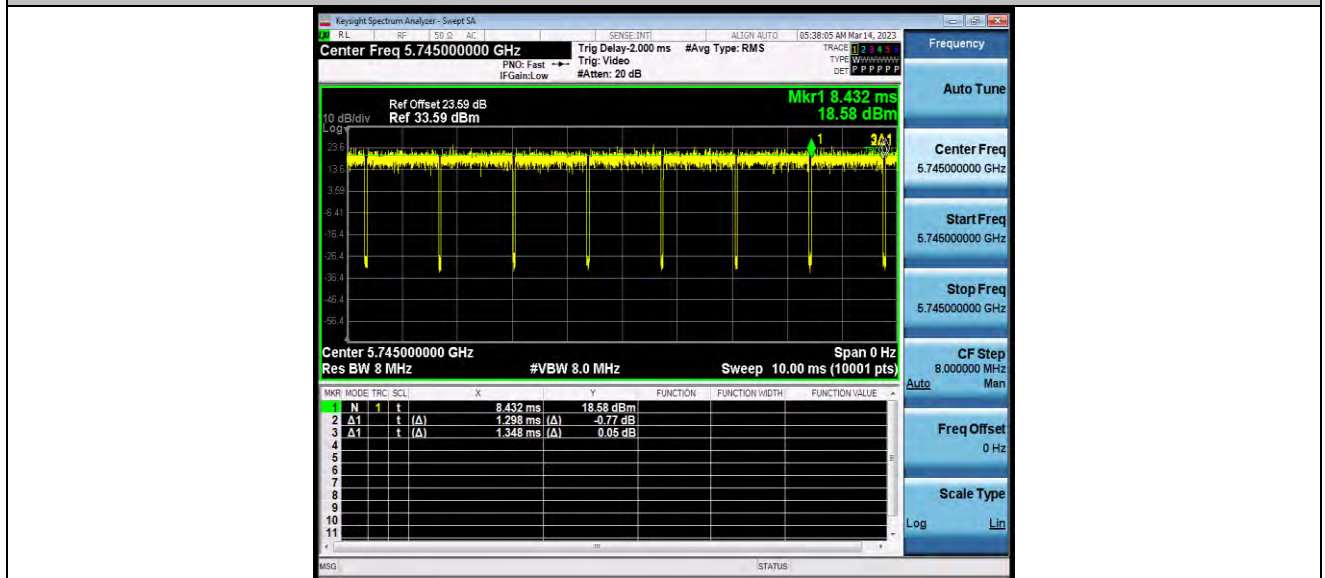 Keysight Spectrum Analyzer - Swept SA
RL RF 50 Ω AC SENSE:INT ALIGN AUTO 05:38:05 AM Mar 14, 2023
Center Freq 5.745000000 GHz
Trig Delay-2.000 ms #Avg Type: RMS
TRACE 1 2 3 4 5 6
PNO: Fast Trig: Video
TYPE WWWWWW
IFGain:Low #Atten: 20 dB
DET P P P P P P
Mkr1 8.432 ms
18.58 dBm
Ref Offset 23.59 dB
10 dB/div Ref 33.59 dBm
Log
1
3Δ1
23.6
13.6
3.59
-6.41
-16.4
-26.4
-36.4
-46.4
-56.4
Center 5.745000000 GHz Span 0 Hz
Res BW 8 MHz #VBW 8.0 MHz Sweep 10.00 ms (10001 pts)
MKR MODE TRC SCL X Y FUNCTION FUNCTION WIDTH FUNCTION VALUE
1 N 1 t 8.432 ms 18.58 dBm
2 Δ1 t (Δ) 1.298 ms (Δ) -0.77 dB
3 Δ1 t (Δ) 1.348 ms (Δ) 0.05 dB
4
5
6
7
8
9
10
11
MSG STATUS
Frequency
Auto Tune
Center Freq
5.745000000 GHz
Start Freq
5.745000000 GHz
Stop Freq
5.745000000 GHz
CF Step
8.000000 MHz
Auto Man
Freq Offset
0 Hz
Scale Type
Log Lin